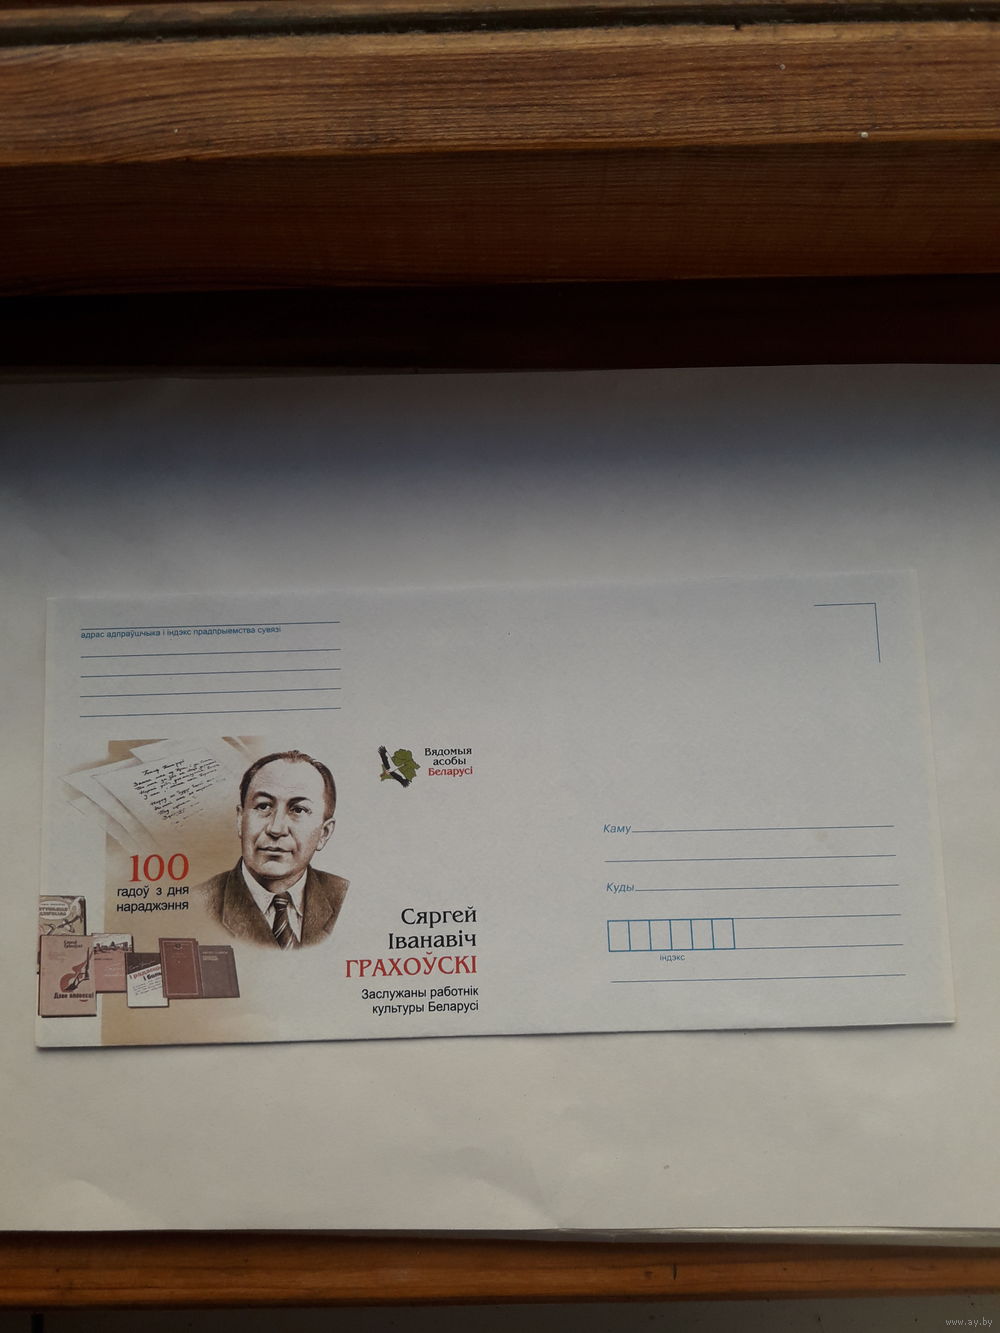 адрас адпраўшчыка і індэкс прадпрыемства сувязі
Вядомыя
асобы
Беларусі
100
гадоў з дня
нараджэння
Сяргей
Іванавіч
ГРАХОЎСКІ
Заслужаны работнік
культуры Беларусі
Каму
Куды
індэкс
www.ay.by